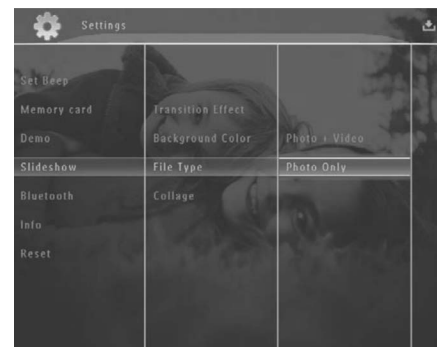 Settings
Set Beep
Memory card Transition Effect
Demo Background Color Photo + Video
Slideshow File Type Photo Only
Bluetooth Collage
Info
Reset